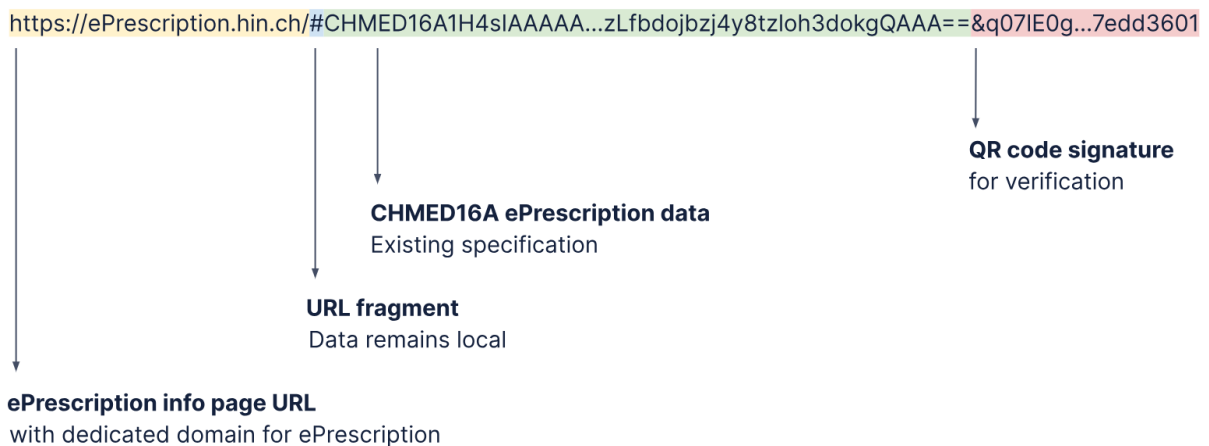 https://ePrescription.hin.ch/#CHMED16A1H4sIAAAAA...zLfbdojbzj4y8tzloh3dokgQAAA==&q07lE0g...7edd3601
QR code signature
for verification
CHMED16A ePrescription data
Existing specification
URL fragment
Data remains local
ePrescription info page URL
with dedicated domain for ePrescription